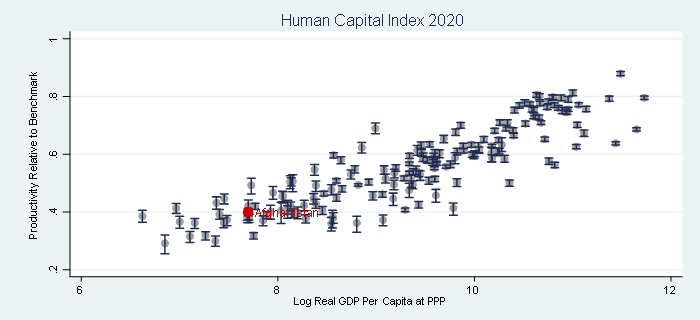 Human Capital Index 2020
Productivity Relative to Benchmark
1
.8
.6
.4
.2
Afghanistan
6
8
10
12
Log Real GDP Per Capita at PPP